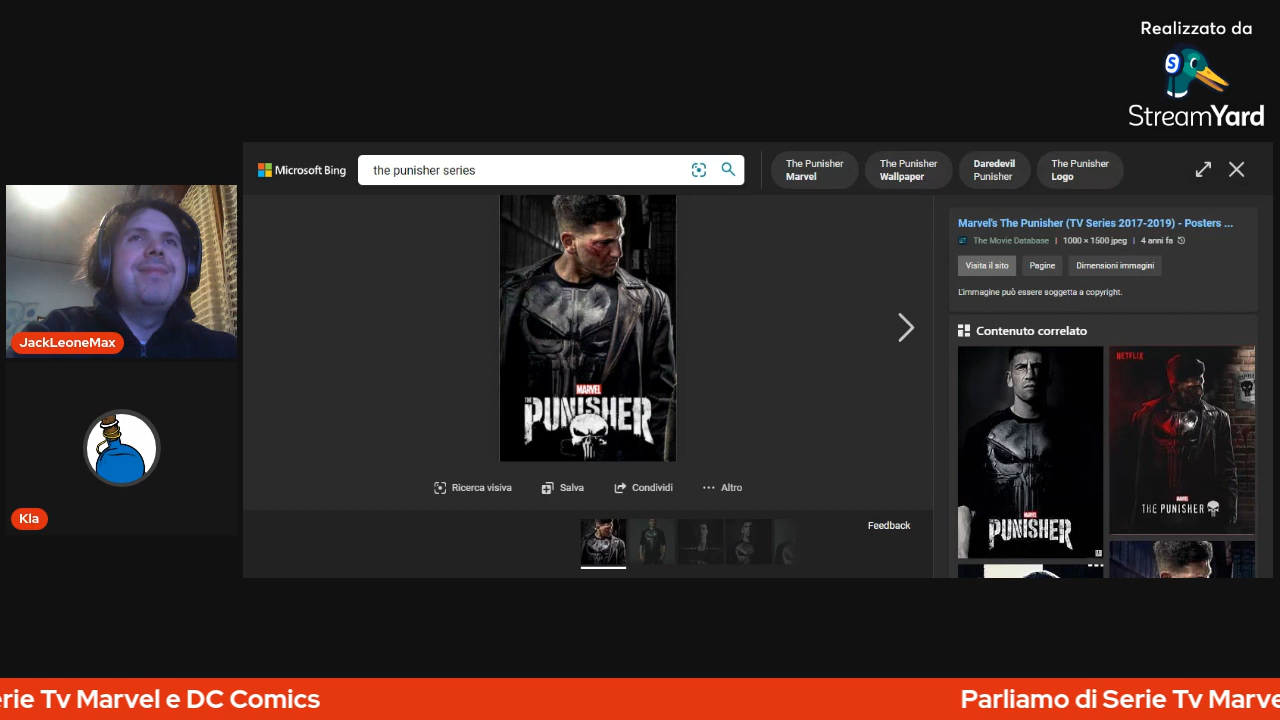 Realizzato da
StreamYard
Microsoft Bing
the punisher series
The Punisher
Marvel
The Punisher
Wallpaper
Daredevil
Punisher
The Punisher
Logo
JackLeoneMax
Kla
MARVEL
THE
PUNISHER
Ricerca visiva
Salva
Condividi
Altro
Feedback
Marvel's The Punisher (TV Series 2017-2019) - Posters ...
The Movie Database | 1000 × 1500 jpeg | 4 anni fa
Visita il sito
Pagine
Dimensioni immagini
L'immagine può essere soggetta a copyright.
Contenuto correlato
MARVEL
PUNISHER
NETFLIX
MARVEL
THE PUNISHER
erie Tv Marvel e DC Comics
Parliamo di Serie Tv Marve